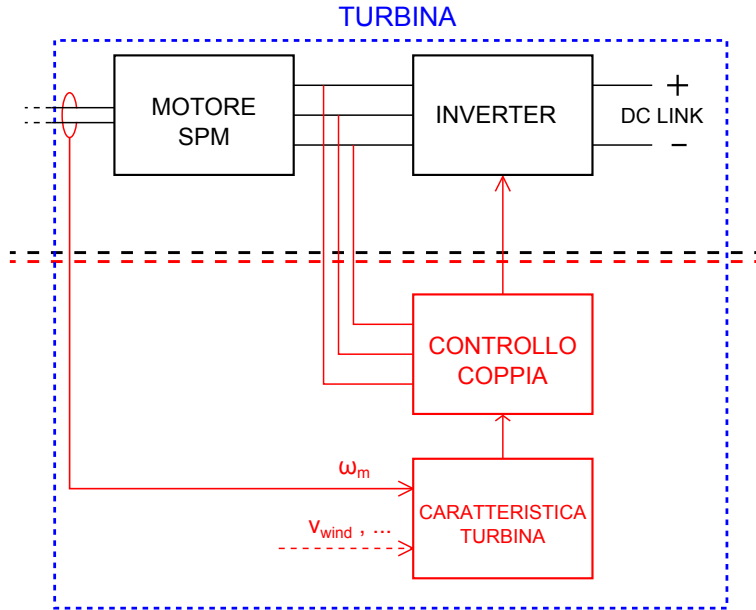 TURBINA
MOTORE
SPM
INVERTER
+
DC LINK
-
CONTROLLO
COPPIA
ωm
vwind , ...
CARATTERISTICA
TURBINA